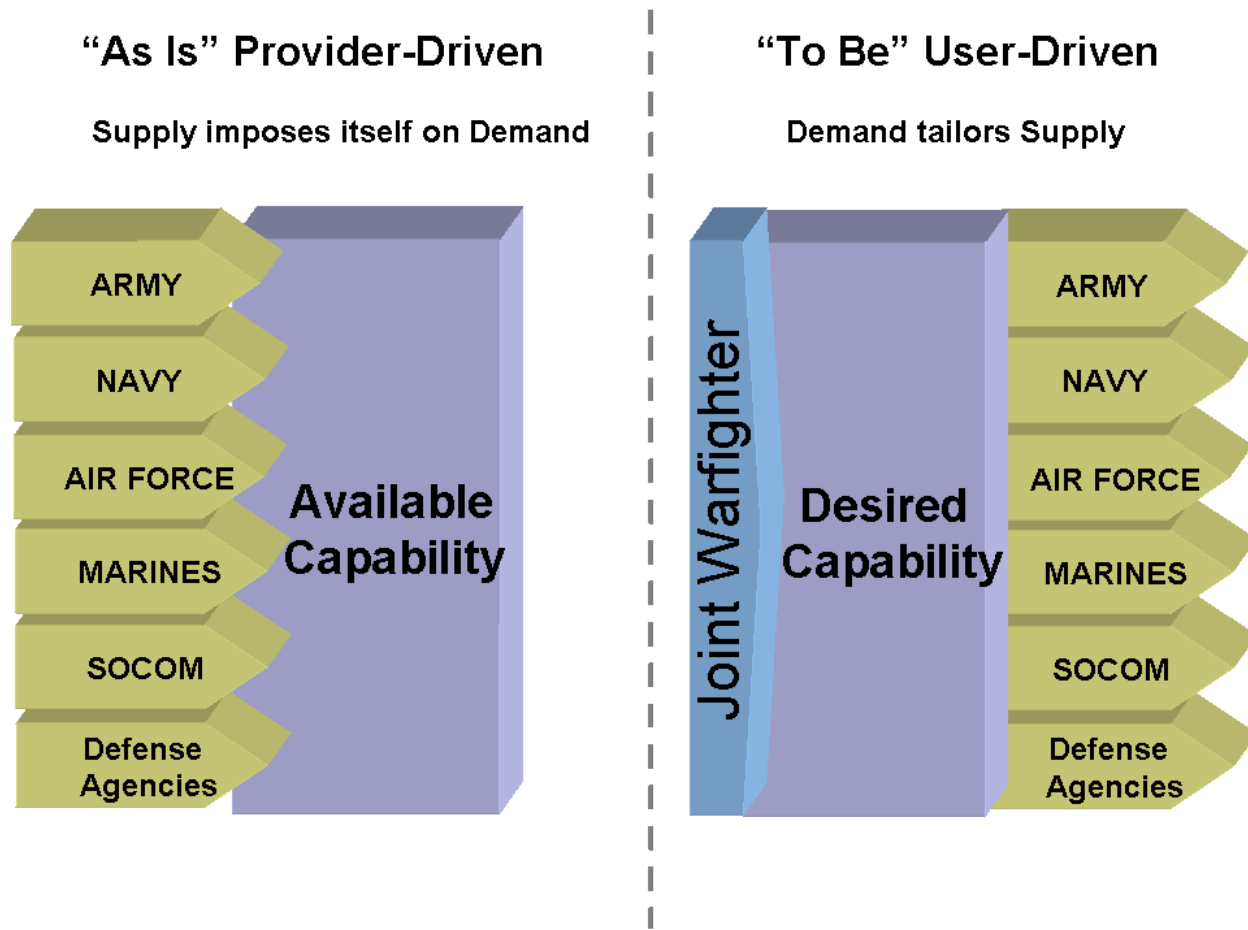 “As Is” Provider-Driven
Supply imposes itself on Demand
ARMY
NAVY
AIR FORCE
MARINES
SOCOM
Defense
Agencies
Available
Capability
“To Be” User-Driven
Demand tailors Supply
Joint Warfighter
Desired
Capability
ARMY
NAVY
AIR FORCE
MARINES
SOCOM
Defense
Agencies